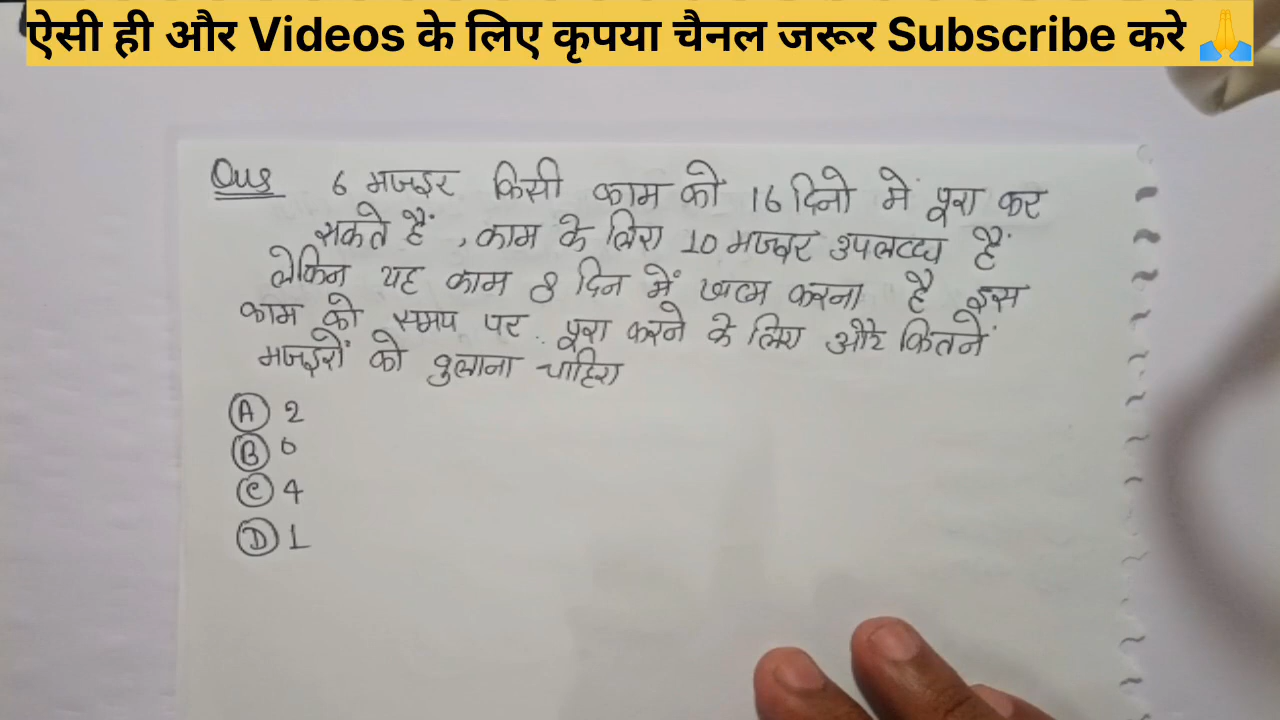 ऐसी ही और Videos के लिए कृपया चैनल जरूर Subscribe करे 🙏
Ques 6 मजदूर किसी काम को 16 दिनो में पूरा कर
सकते हैं , काम के लिए 10 मजदूर उपलब्ध हैं
लेकिन यह काम 8 दिन में खत्म करना है इस
काम को समय पर पूरा करने के लिए और कितने
मजदूरों को बुलाना चाहिए
(A) 2
(B) 0
(C) 4
(D) 1